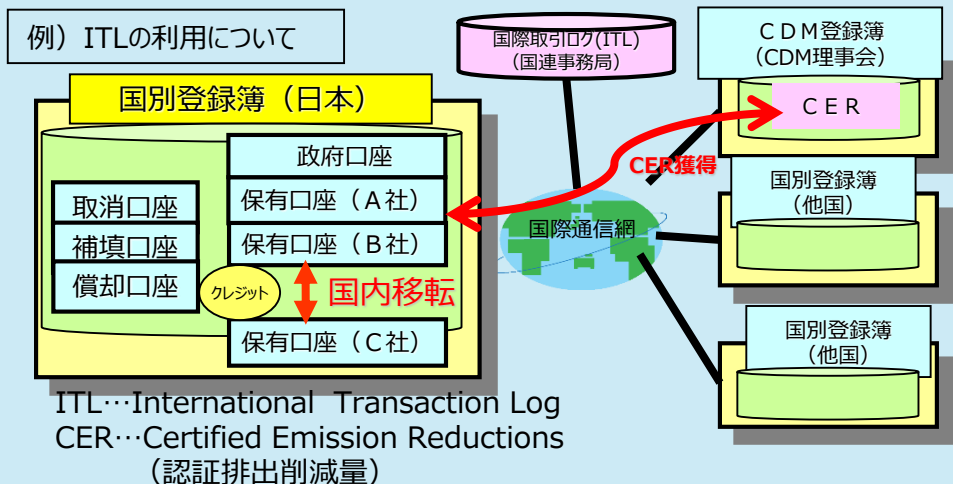 例）ITLの利用について
国際取引ログ(ITL)
（国連事務局）
ＣＤＭ登録簿
（CDM理事会）
ＣＥＲ
国別登録簿（日本）
政府口座
保有口座（Ａ社）
保有口座（Ｂ社）
取消口座
補填口座
償却口座
クレジット
国内移転
保有口座（Ｃ社）
CER獲得
国際通信網
国別登録簿
（他国）
国別登録簿
（他国）
ITL…International Transaction Log
CER…Certified Emission Reductions
（認証排出削減量）